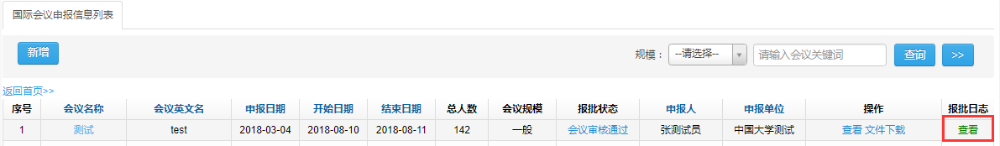 国际会议申报信息列表
新增 规模： --请选择-- 请输入会议关键词 查询 >>
返回首页>>
序号 会议名称 会议英文名 申报日期 开始日期 结束日期 总人数 会议规模 报批状态 申报人 申报单位 操作 报批日志
1 测试 test 2018-03-04 2018-08-10 2018-08-11 142 一般 会议审核通过 张测试员 中国大学测试 查看 文件下载 查看